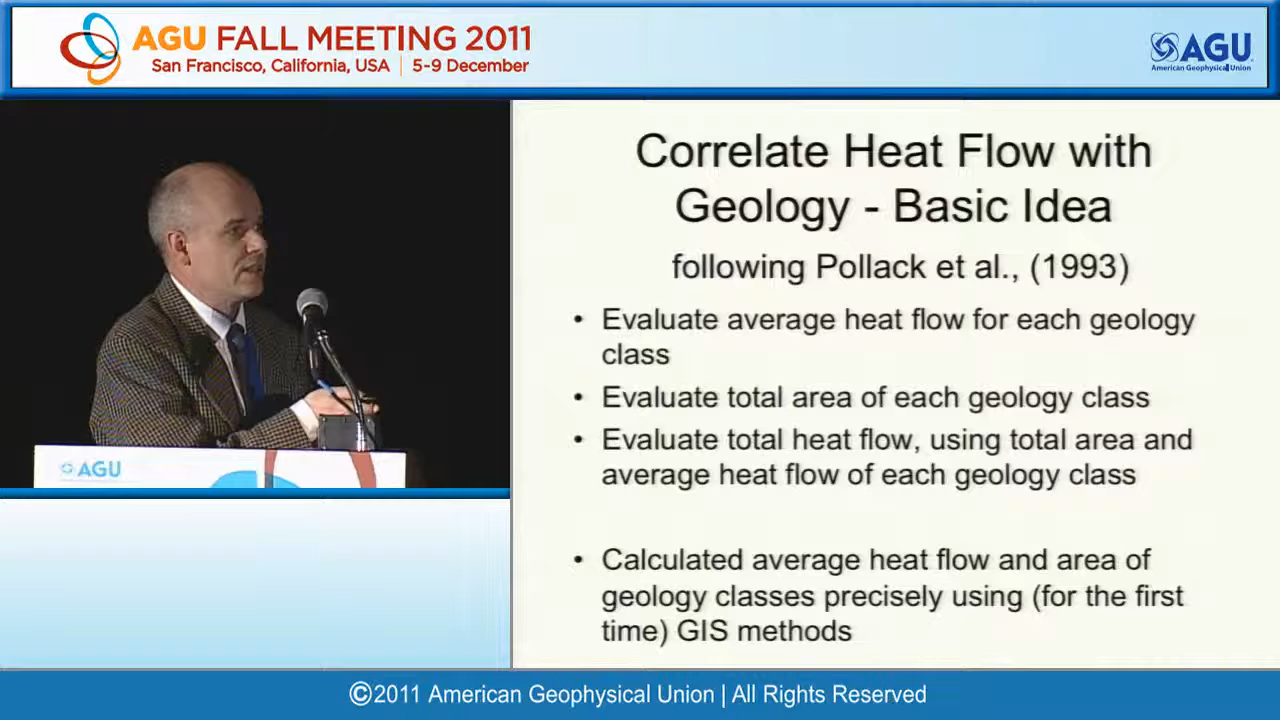 AGU FALL MEETING 2011
San Francisco, California, USA | 5-9 December
AGU
American Geophysical Union
AGU
Correlate Heat Flow with
Geology - Basic Idea
following Pollack et al., (1993)
• Evaluate average heat flow for each geology
class
• Evaluate total area of each geology class
• Evaluate total heat flow, using total area and
average heat flow of each geology class
• Calculated average heat flow and area of
geology classes precisely using (for the first
time) GIS methods
©2011 American Geophysical Union | All Rights Reserved